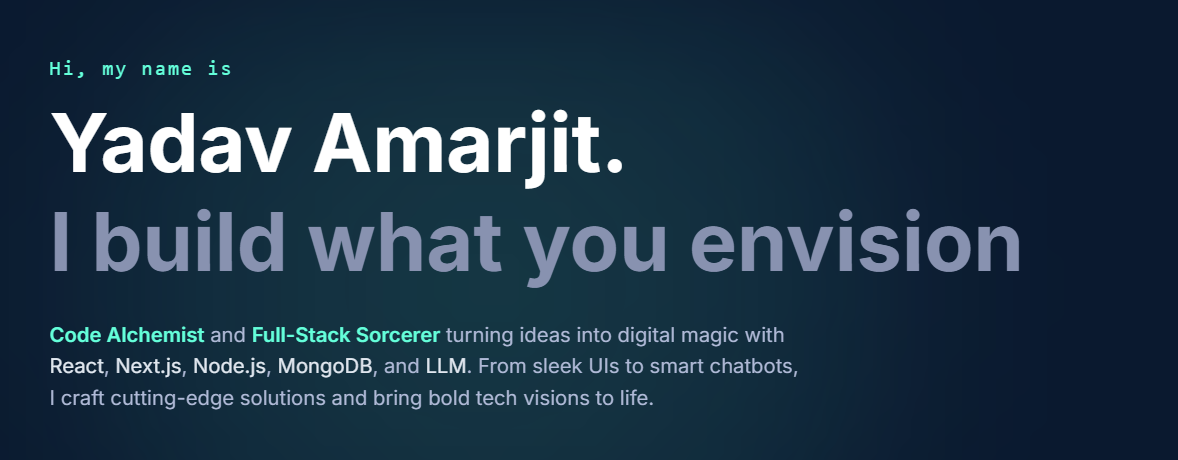 Hi, my name is
Yadav Amarjit.
I build what you envision
Code Alchemist and Full-Stack Sorcerer turning ideas into digital magic with
React, Next.js, Node.js, MongoDB, and LLM. From sleek UIs to smart chatbots,
I craft cutting-edge solutions and bring bold tech visions to life.